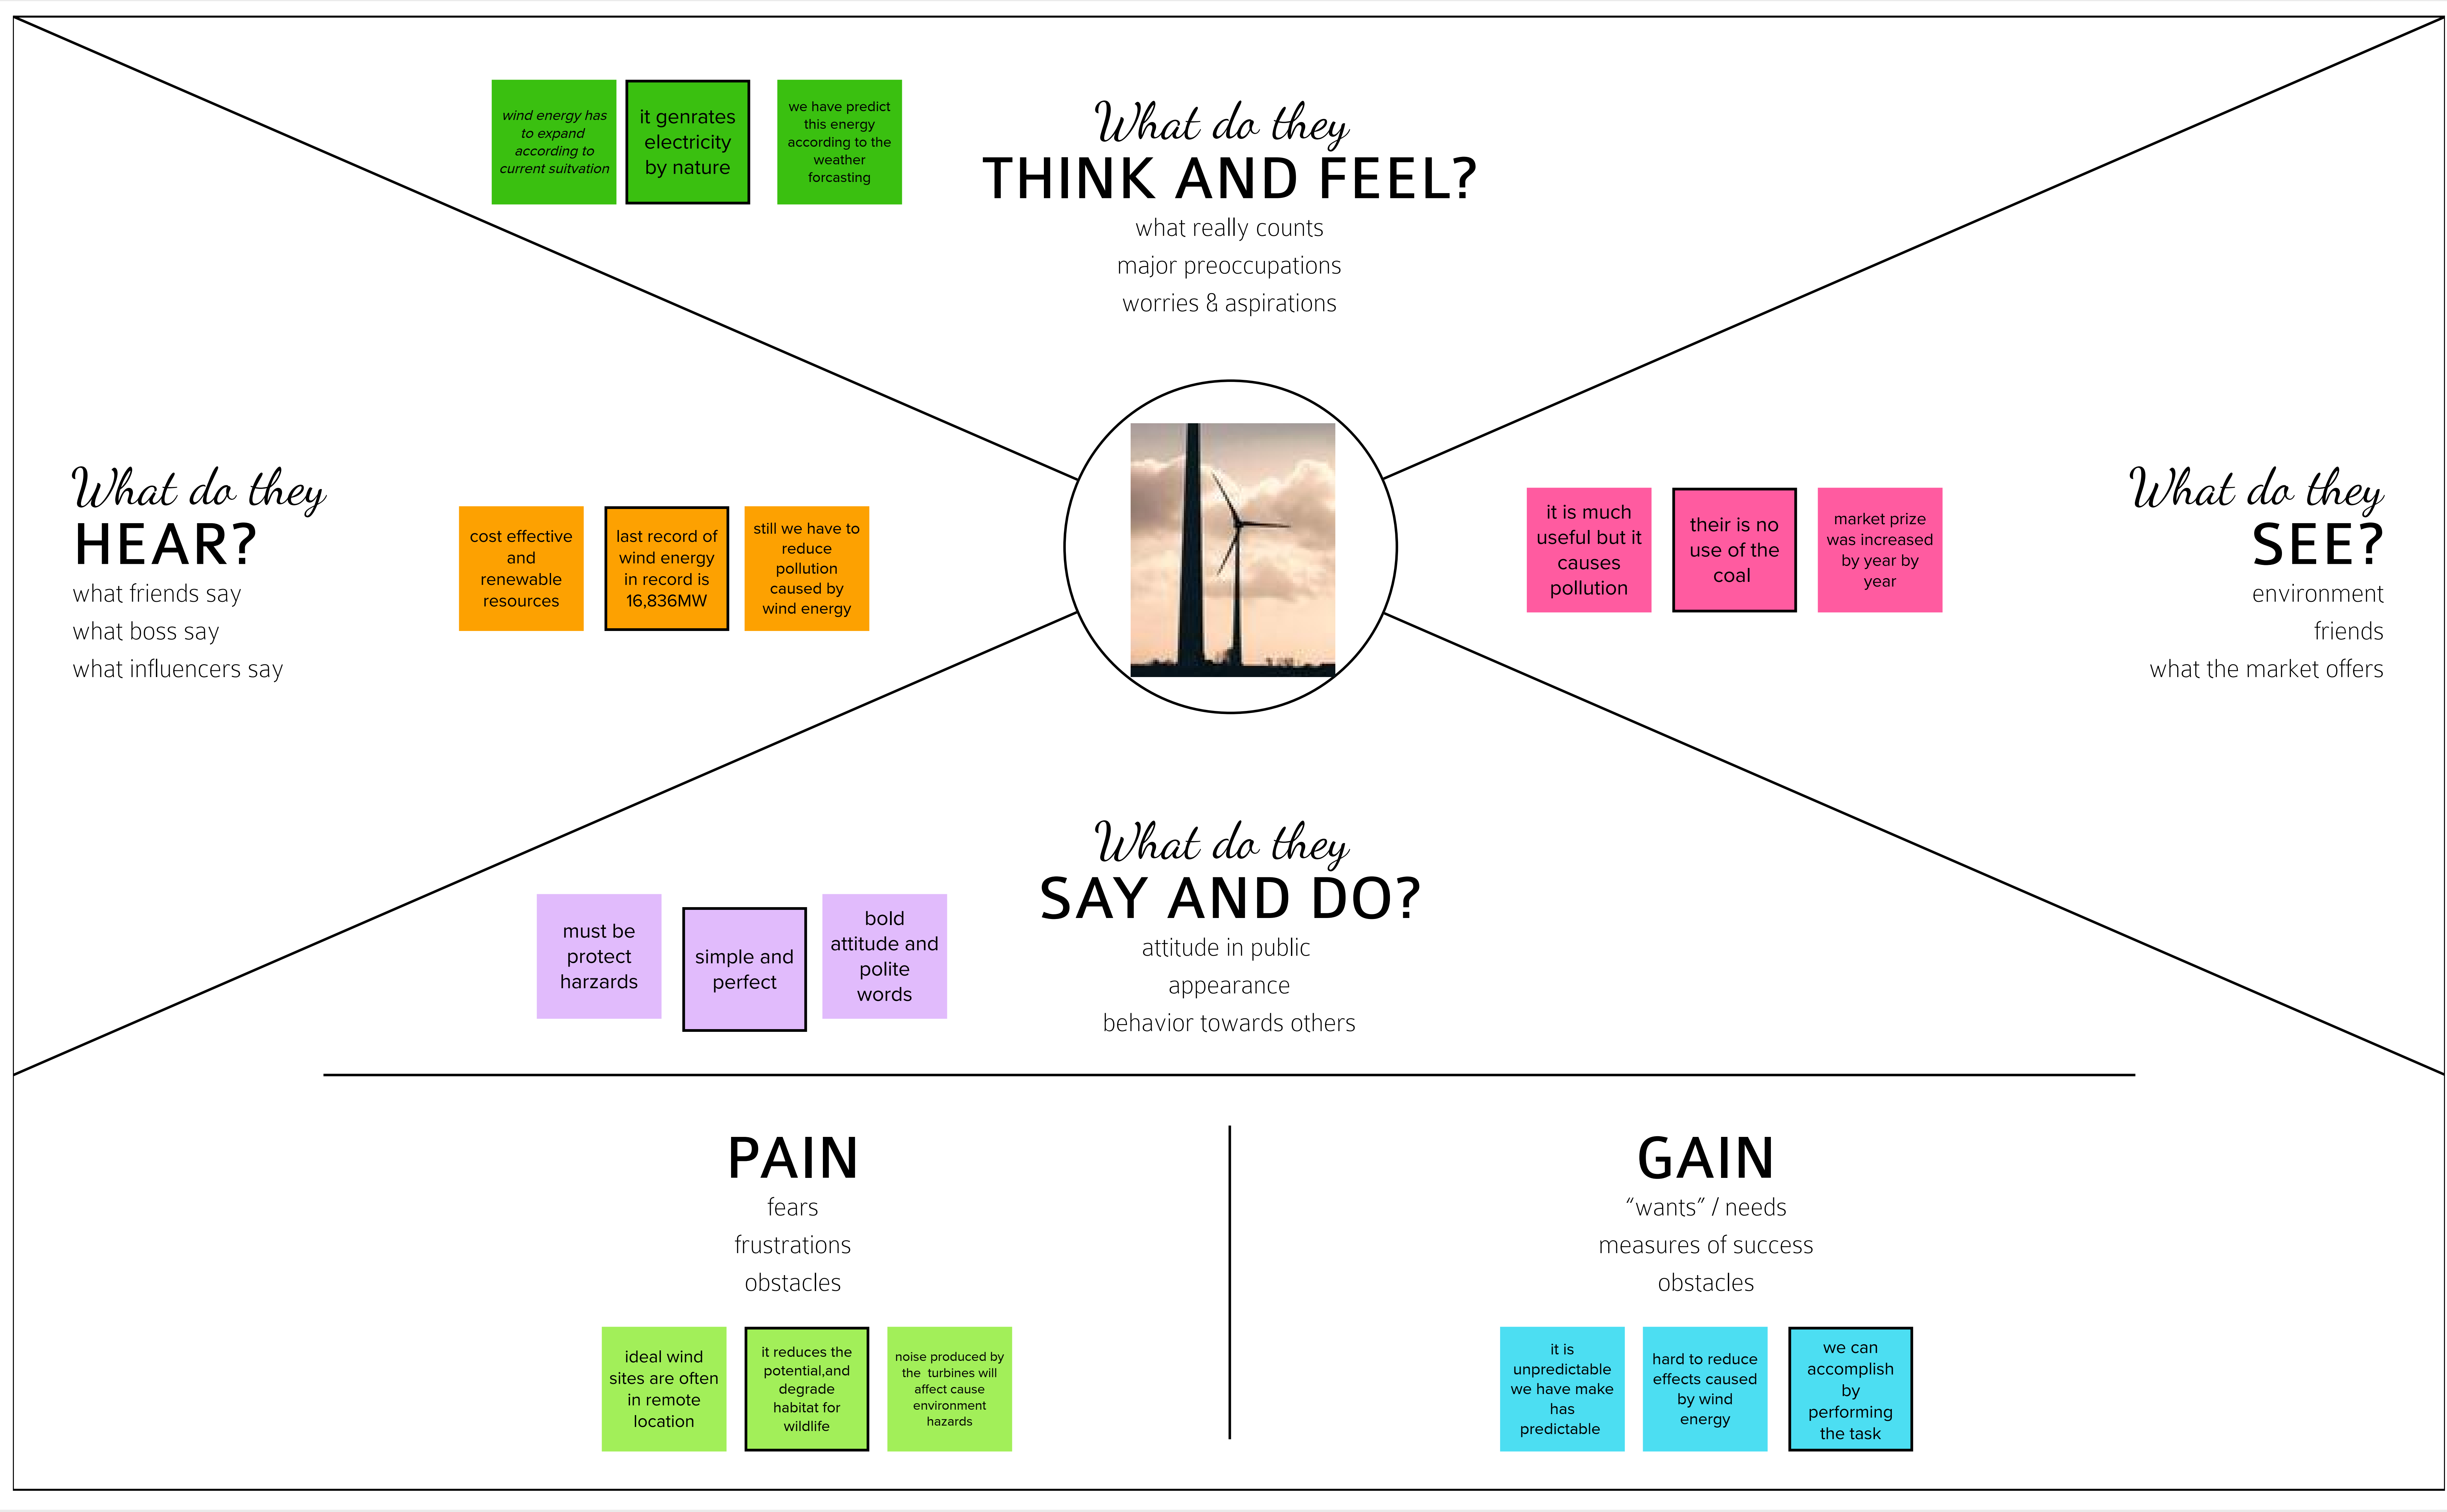 wind energy has
to expand
according to
current suitvation
it genrates
electricity
by nature
we have predict
this energy
according to the
weather
forcasting
What do they
THINK AND FEEL?
what really counts
major preoccupations
worries & aspirations
What do they
HEAR?
what friends say
what boss say
what influencers say
cost effective
and
renewable
resources
last record of
wind energy
in record is
16,836MW
still we have to
reduce
pollution
caused by
wind energy
it is much
useful but it
causes
pollution
their is no
use of the
coal
market prize
was increased
by year by
year
What do they
SEE?
environment
friends
what the market offers
must be
protect
harzards
simple and
perfect
bold
attitude and
polite
words
What do they
SAY AND DO?
attitude in public
appearance
behavior towards others
PAIN
fears
frustrations
obstacles
ideal wind
sites are often
in remote
location
it reduces the
potential,and
degrade
habitat for
wildlife
noise produced by
the turbines will
affect cause
environment
hazards
GAIN
“wants” / needs
measures of success
obstacles
it is
unpredictable
we have make
has
predictable
hard to reduce
effects caused
by wind
energy
we can
accomplish
by
performing
the task